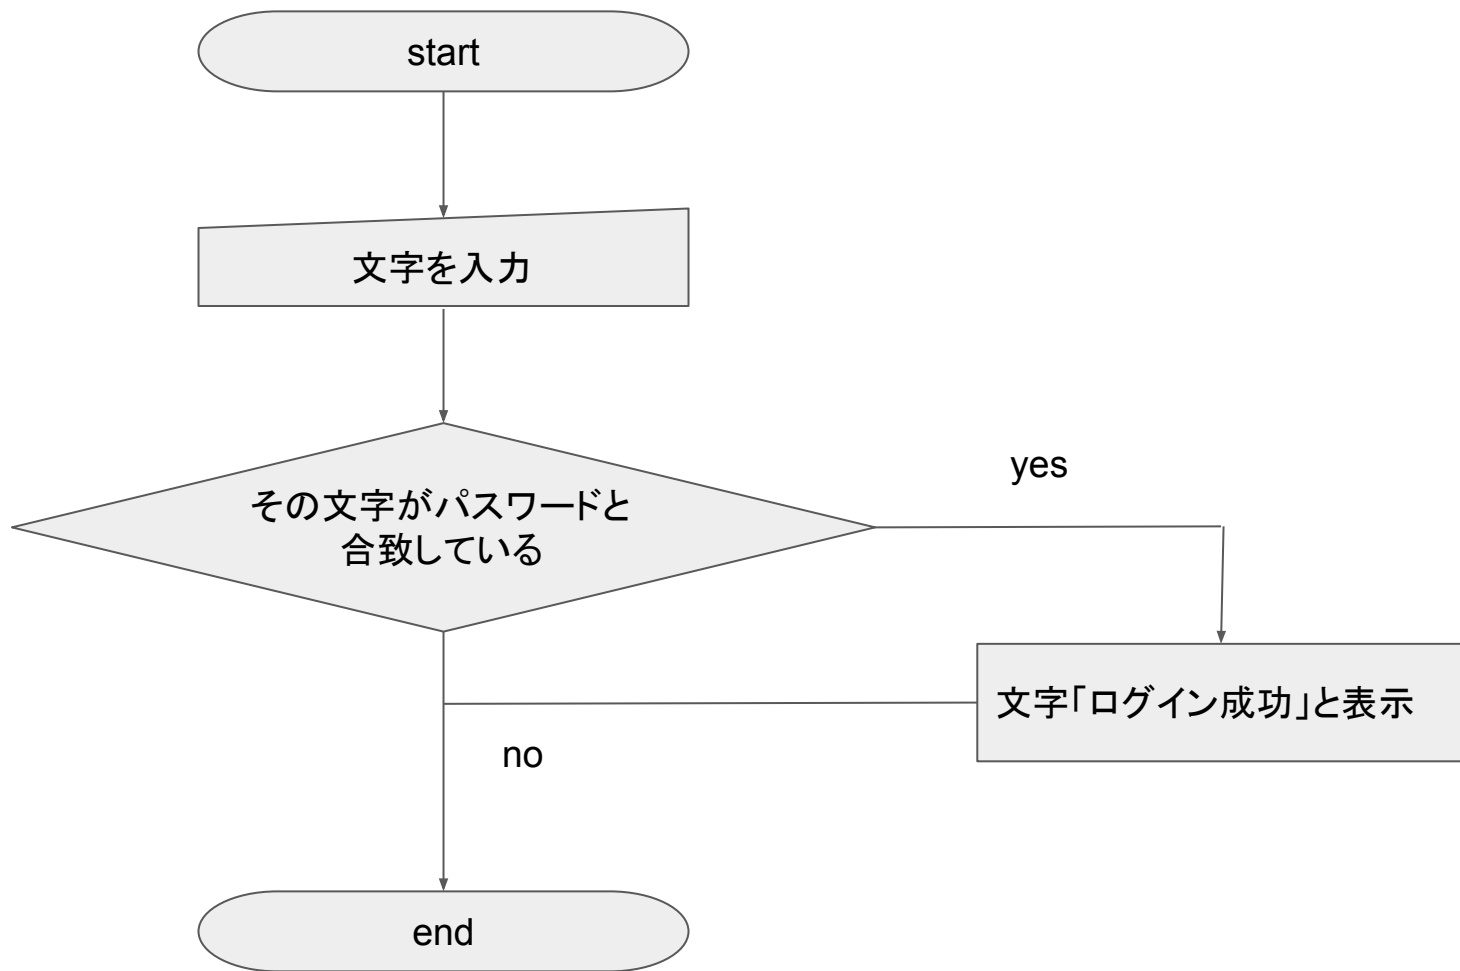 start
文字を入力
その文字がパスワードと
合致している
yes
文字「ログイン成功」と表示
no
end